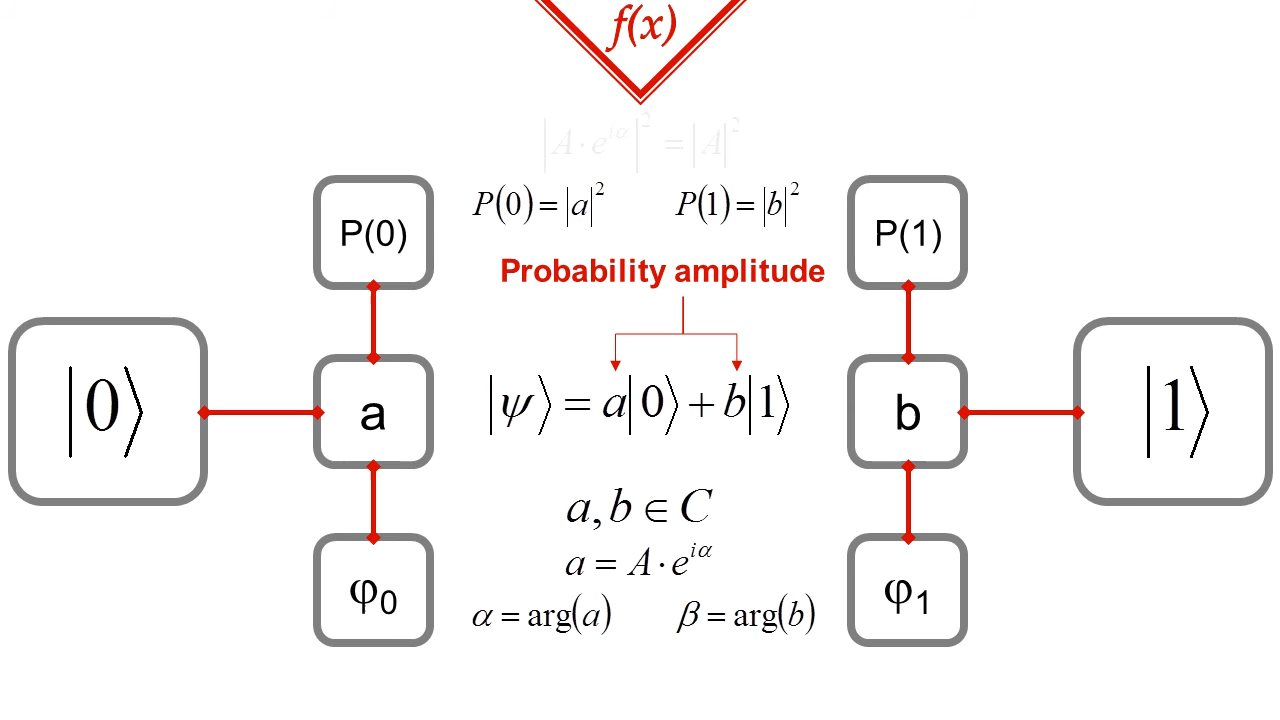 f(x)
|A · e^{iα}|² = |A|²
P(0)
P(0) = |a|²
P(1) = |b|²
P(1)
Probability amplitude
|0⟩
a
|ψ⟩ = a|0⟩ + b|1⟩
b
|1⟩
a, b ∈ C
a = A · e^{iα}
φ₀
α = arg(a)
β = arg(b)
φ₁